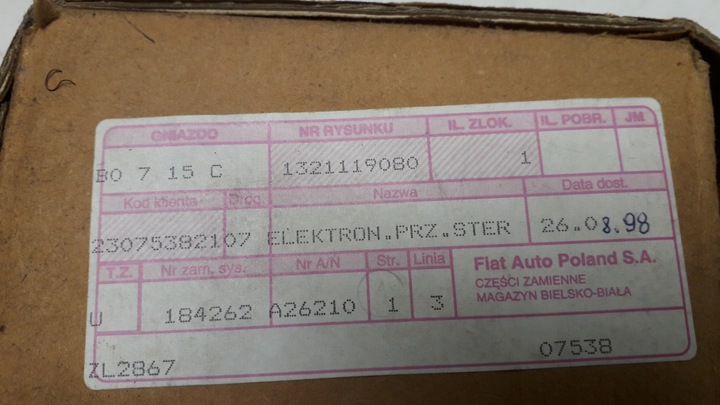 GNIAZDO NR RYSUNKU IL. ZLOK. IL. POBR. JM
BO 7 15 C 1321119080 1
Kod klienta Drog. Nazwa Data dost.
23075382107 ELEKTRON.PRZ.STER 26.08.98
T.Z. Nr zam. sys. Nr A/N Str. Linia
U 184262 A26210 1 3
Fiat Auto Poland S.A.
CZĘŚCI ZAMIENNE
MAGAZYN BIELSKO-BIAŁA
ZL2867 07538